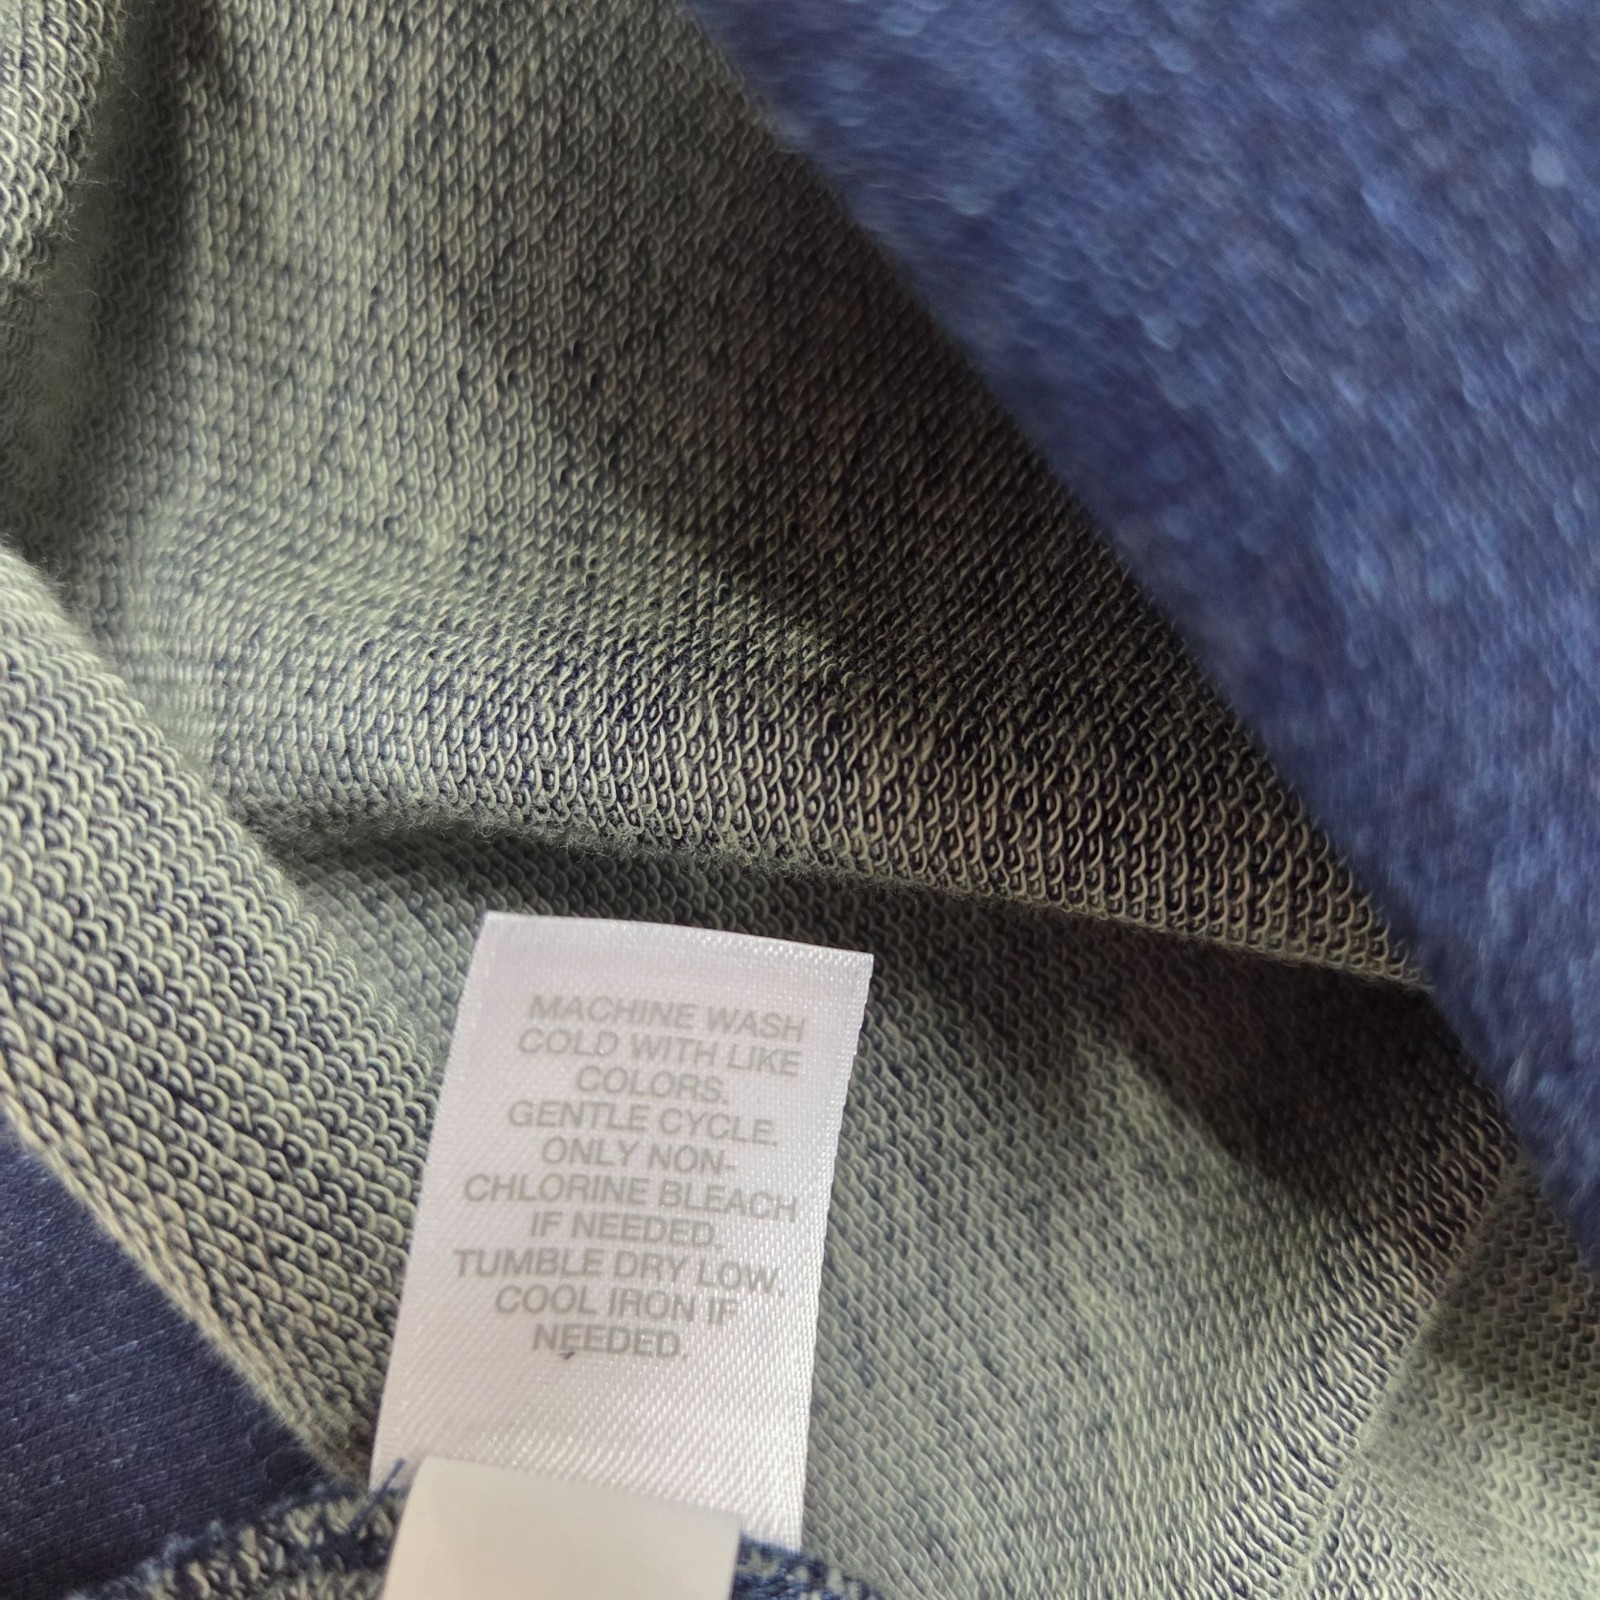 MACHINE WASH
COLD WITH LIKE
COLORS.
GENTLE CYCLE.
ONLY NON-
CHLORINE BLEACH
IF NEEDED.
TUMBLE DRY LOW.
COOL IRON IF
NEEDED.